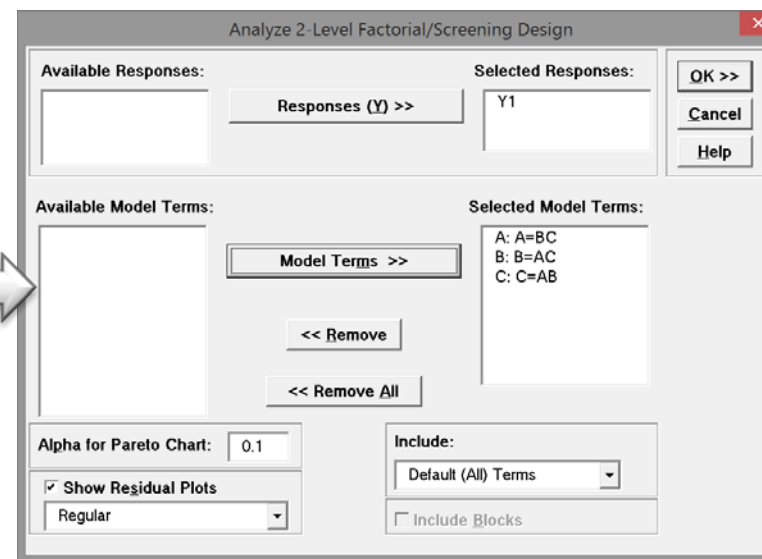 Analyze 2-Level Factorial/Screening Design
Available Responses:
Responses (Y) >>
Selected Responses:
Y1
OK >>
Cancel
Help
Available Model Terms:
Model Terms >>
<< Remove
<< Remove All
Selected Model Terms:
A: A=BC
B: B=AC
C: C=AB
Alpha for Pareto Chart: 0.1
Show Residual Plots
Regular
Include:
Default (All) Terms
Include Blocks